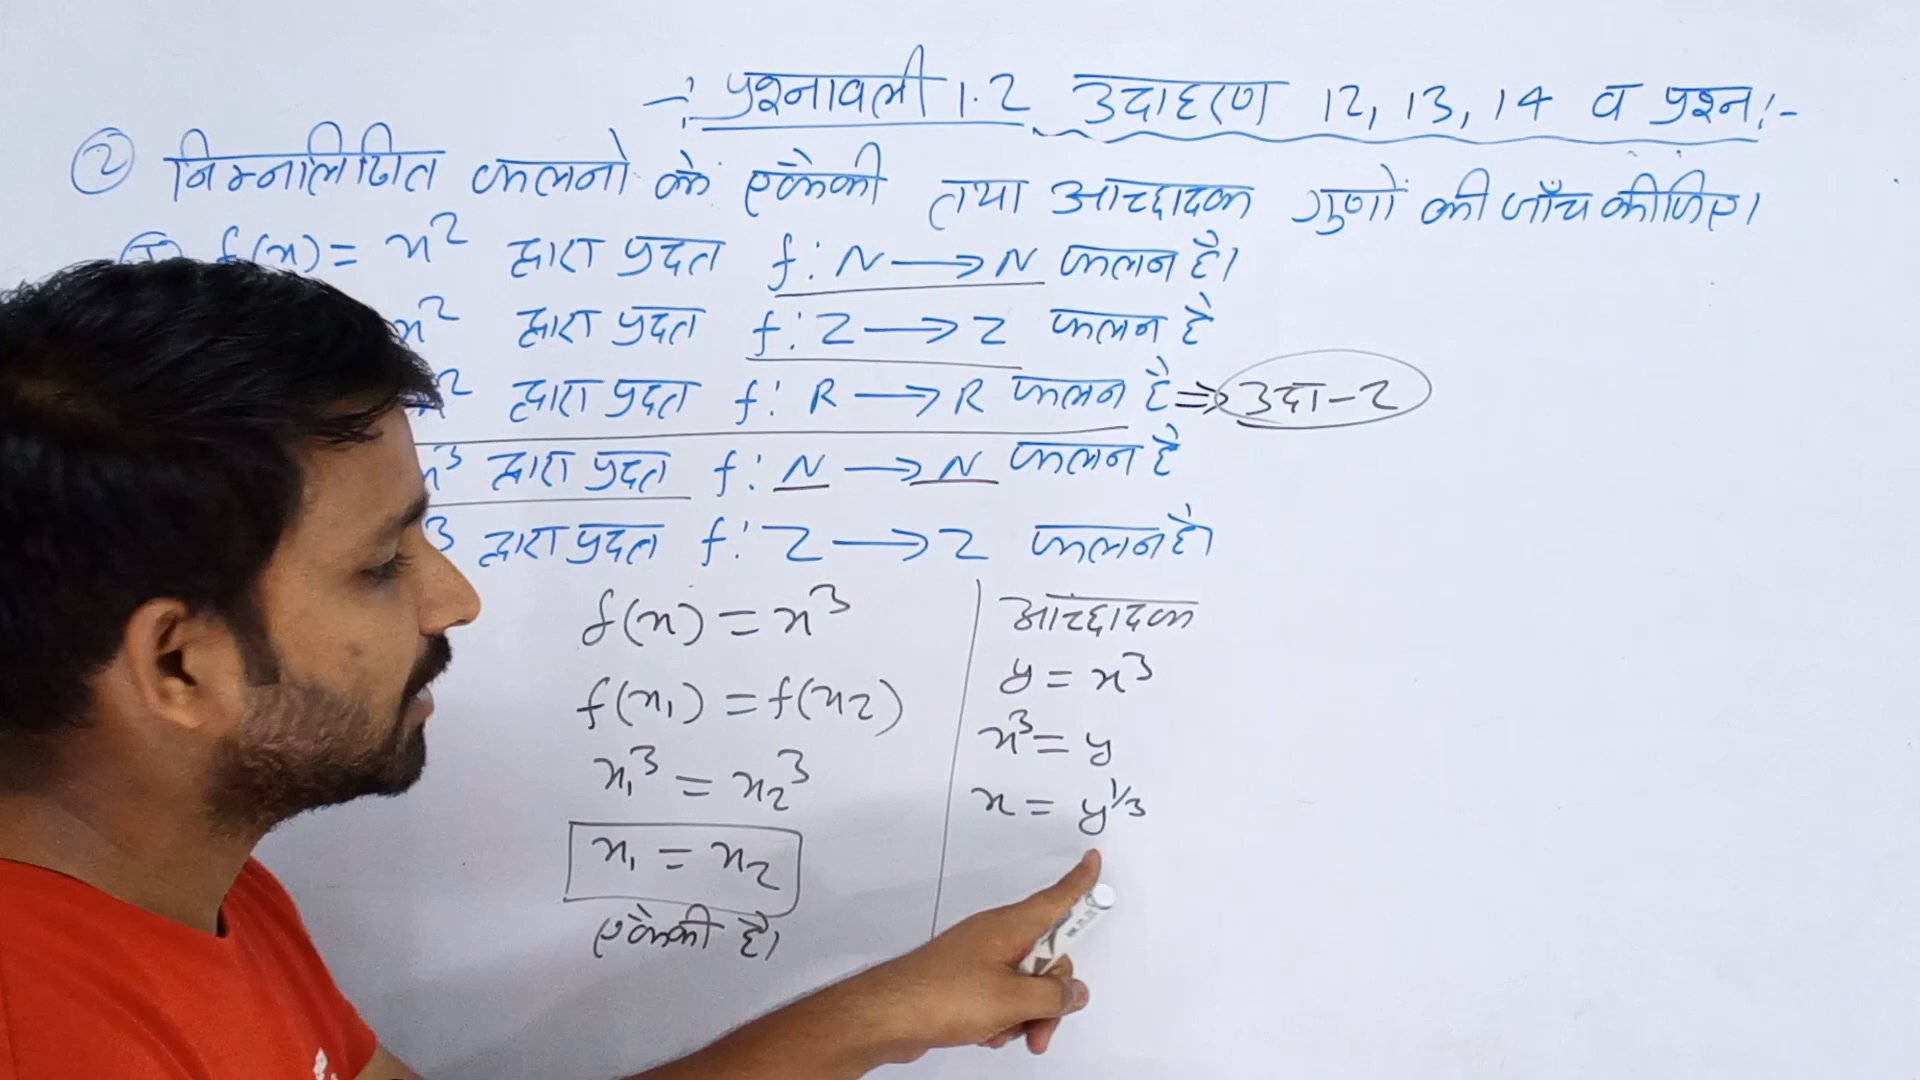 -: प्रश्नावली 1.2 उदाहरण 12, 13, 14 व प्रश्न:-
② निम्नलिखित फलनो के एकैकी तथा आच्छादक गुणों की जाँच कीजिए।
f(x) = x² द्वारा प्रदत f : N → N फलन है।
x² द्वारा प्रदत f : Z → Z फलन है
² द्वारा प्रदत f : R → R फलन है ⇒ उदा-2
x³ द्वारा प्रदत f : N → N फलन है
3 द्वारा प्रदत f : Z → Z फलन है।
f(x) = x³
f(x₁) = f(x₂)
x₁³ = x₂³
x₁ = x₂
एकैकी है।
आच्छादक
y = x³
x³ = y
x = y^1/3